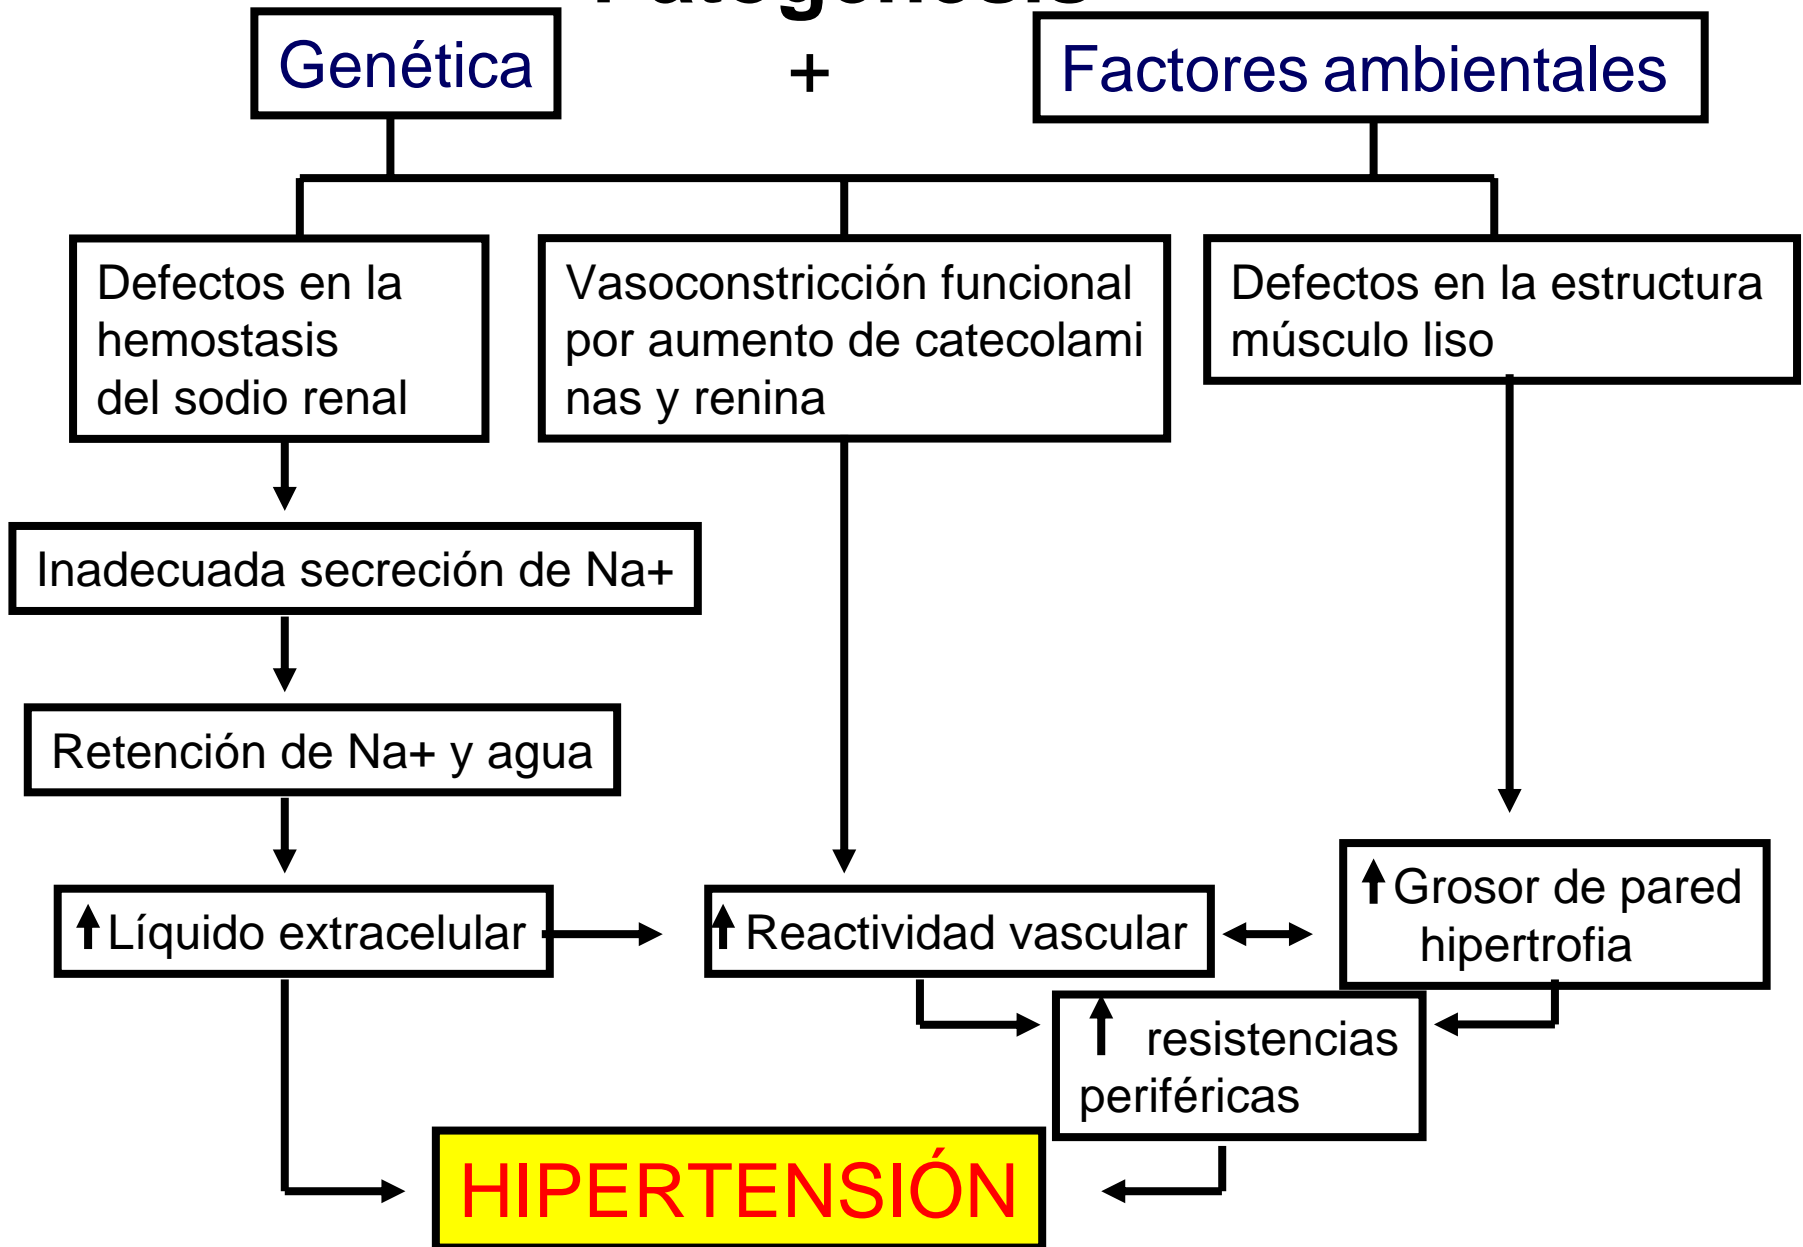 Patogénesis
Genética
+
Factores ambientales
Defectos en la
hemostasis
del sodio renal
Vasoconstricción funcional
por aumento de catecolami
nas y renina
Defectos en la estructura
músculo liso
Inadecuada secreción de Na+
Retención de Na+ y agua
Líquido extracelular
Reactividad vascular
Grosor de pared
hipertrofia
resistencias
periféricas
HIPERTENSIÓN